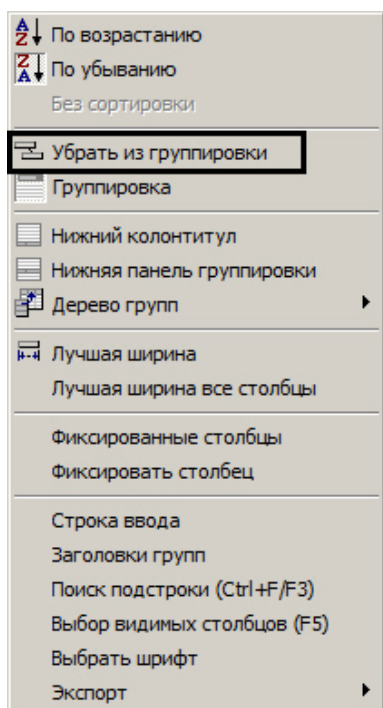 По возрастанию
По убыванию
Без сортировки
Убрать из группировки
Группировка
Нижний колонтитул
Нижняя панель группировки
Дерево групп
Лучшая ширина
Лучшая ширина все столбцы
Фиксированные столбцы
Фиксировать столбец
Строка ввода
Заголовки групп
Поиск подстроки (Ctrl+F/F3)
Выбор видимых столбцов (F5)
Выбрать шрифт
Экспорт